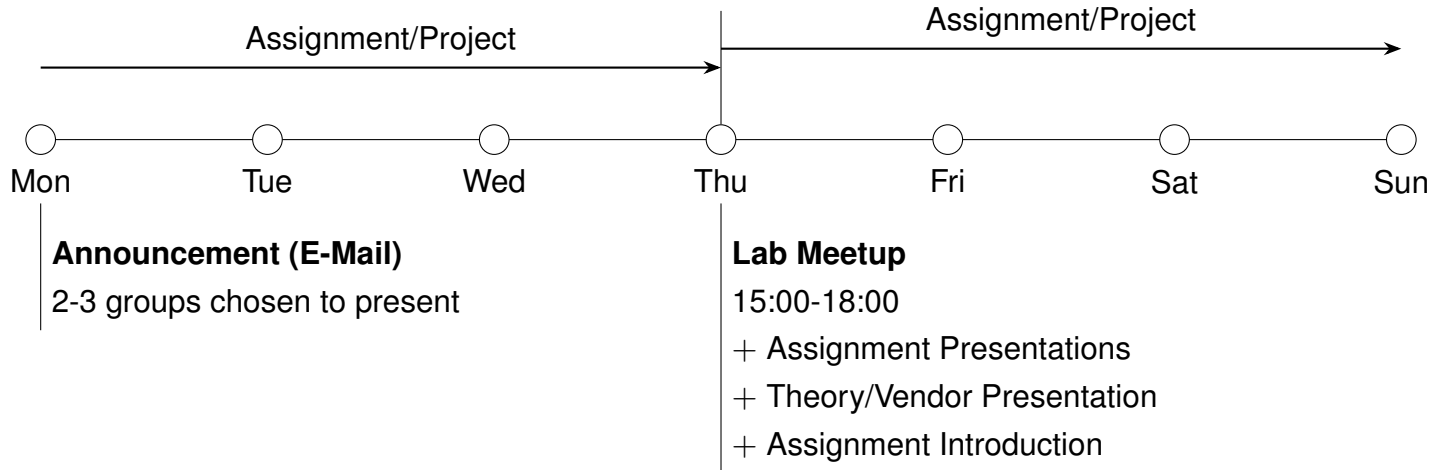 Assignment/Project
Assignment/Project
Mon Tue Wed Thu Fri Sat Sun
Announcement (E-Mail)
2-3 groups chosen to present
Lab Meetup
15:00-18:00
+ Assignment Presentations
+ Theory/Vendor Presentation
+ Assignment Introduction